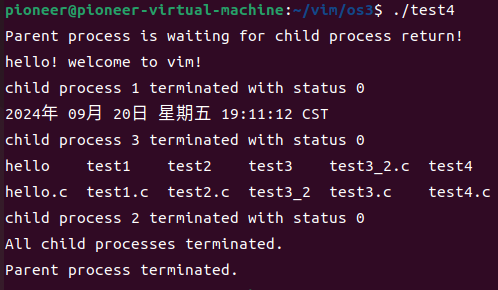 pioneer@pioneer-virtual-machine:~/vim/os3$ ./test4
Parent process is waiting for child process return!
hello! welcome to vim!
child process 1 terminated with status 0
2024年 09月 20日 星期五 19:11:12 CST
child process 3 terminated with status 0
hello    test1    test2    test3    test3_2.c  test4
hello.c  test1.c  test2.c  test3_2  test3.c    test4.c
child process 2 terminated with status 0
All child processes terminated.
Parent process terminated.